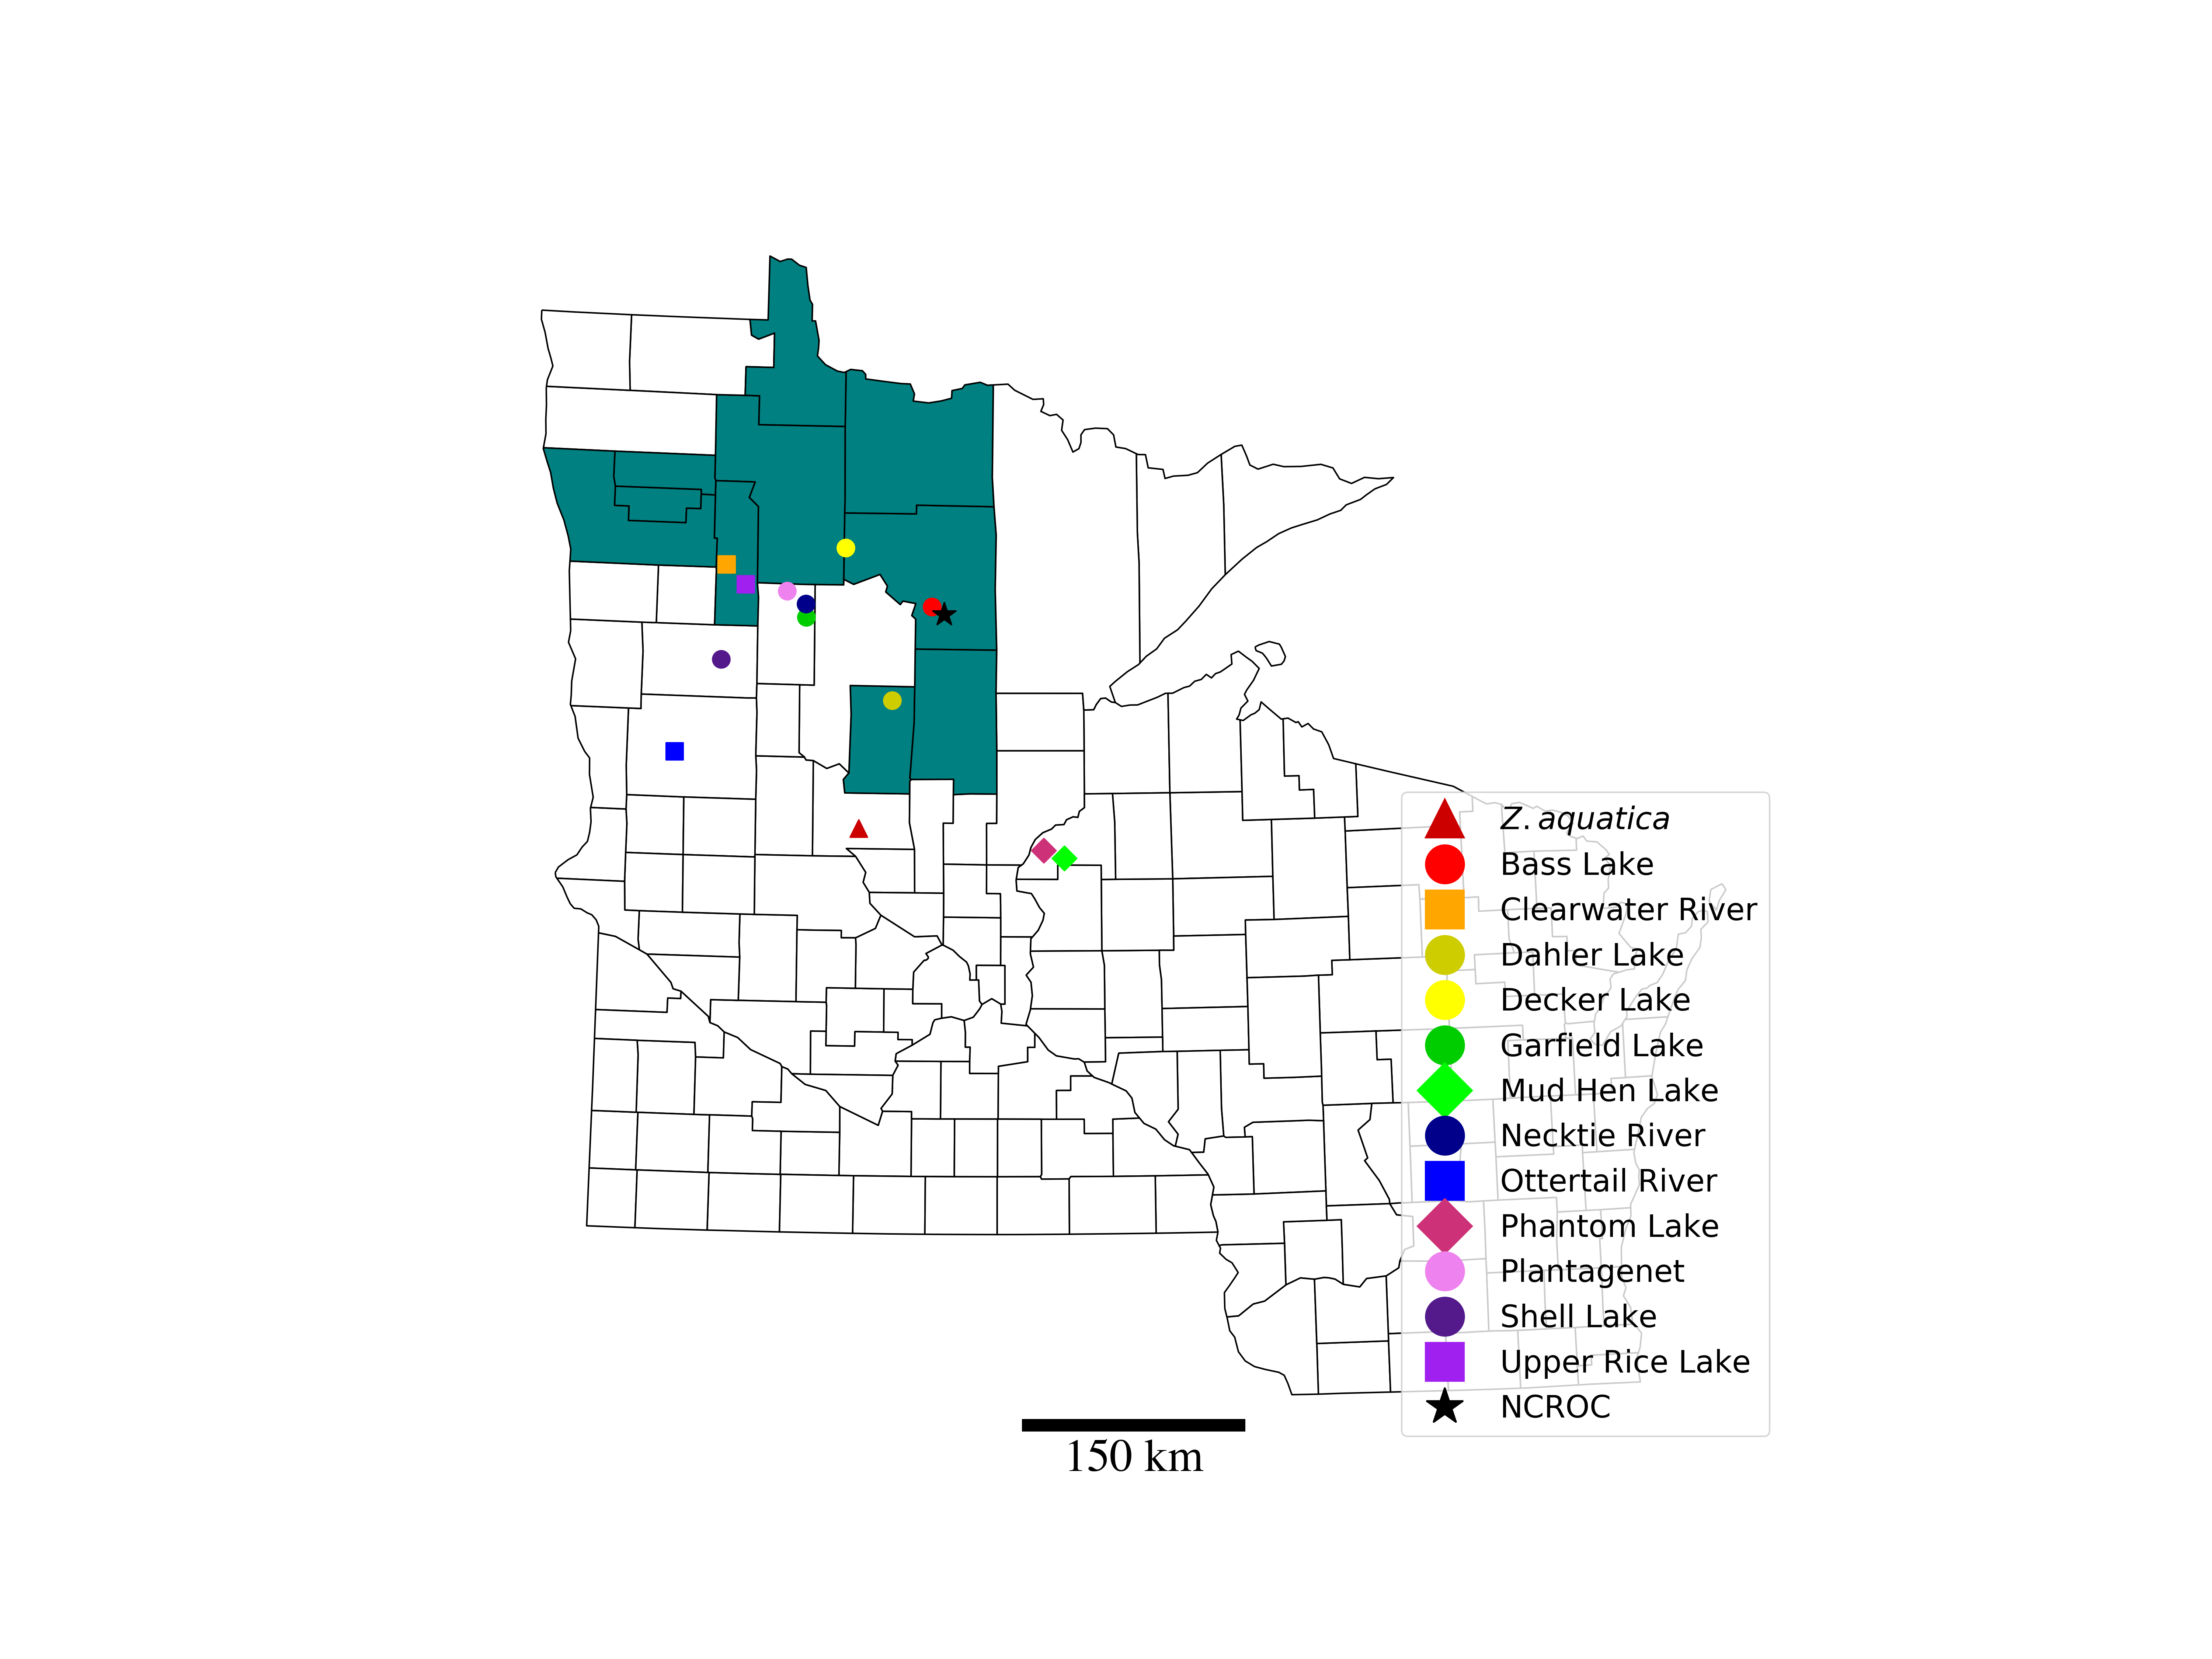 Z. aquatica
Bass Lake
Clearwater River
Dahler Lake
Decker Lake
Garfield Lake
Mud Hen Lake
Necktie River
Ottertail River
Phantom Lake
Plantagenet
Shell Lake
Upper Rice Lake
NCROC
150 km